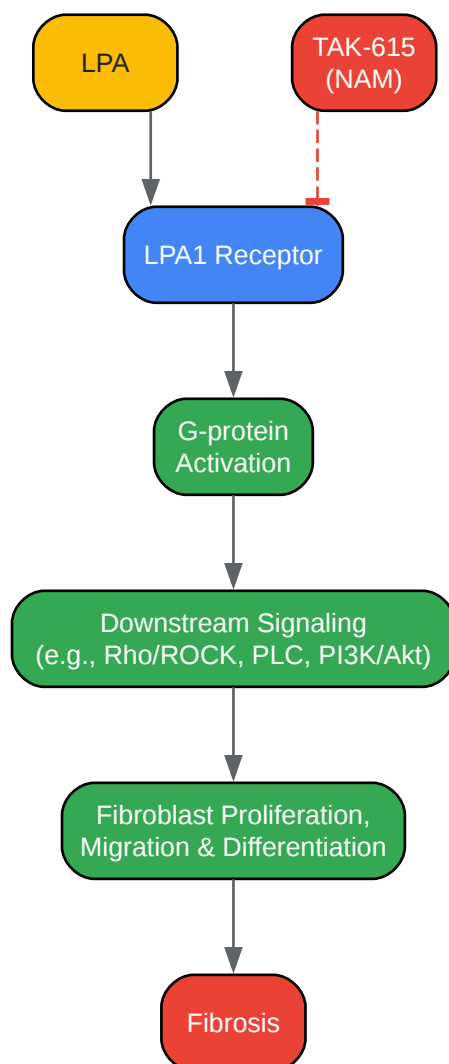 LPA
TAK-615
(NAM)
LPA1 Receptor
G-protein
Activation
Downstream Signaling
(e.g., Rho/ROCK, PLC, PI3K/Akt)
Fibroblast Proliferation,
Migration & Differentiation
Fibrosis